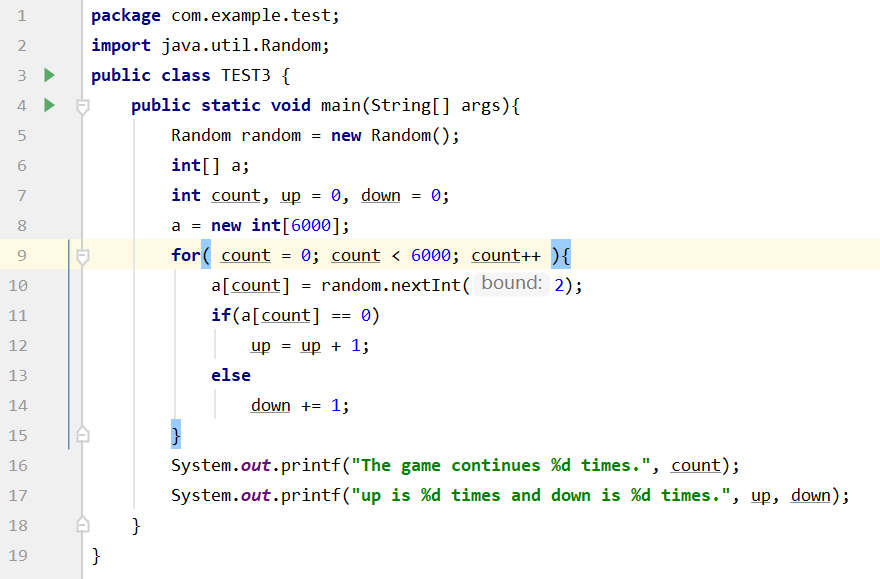 1 package com.example.test;
2 import java.util.Random;
3 public class TEST3 {
4 public static void main(String[] args){
5 Random random = new Random();
6 int[] a;
7 int count, up = 0, down = 0;
8 a = new int[6000];
9 for( count = 0; count < 6000; count++ ){
10 a[count] = random.nextInt( bound: 2);
11 if(a[count] == 0)
12 up = up + 1;
13 else
14 down += 1;
15 }
16 System.out.printf("The game continues %d times.", count);
17 System.out.printf("up is %d times and down is %d times.", up, down);
18 }
19 }